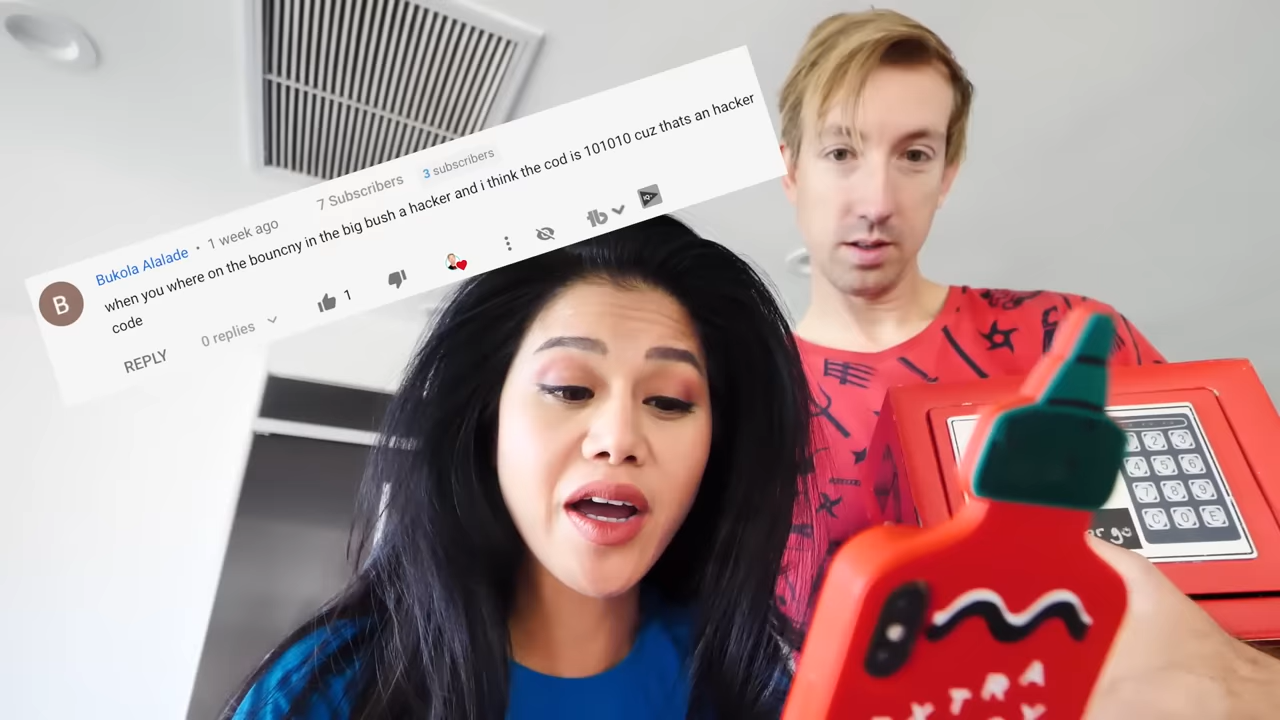 Bukola Alalade • 1 week ago 7 Subscribers 3 subscribers
when you where on the bouncny in the big bush a hacker and i think the cod is 101010 cuz thats an hacker
code
1
REPLY 0 replies
B
2 3
4 5 6
7 8 9
C 0 E
er go
EXTRA